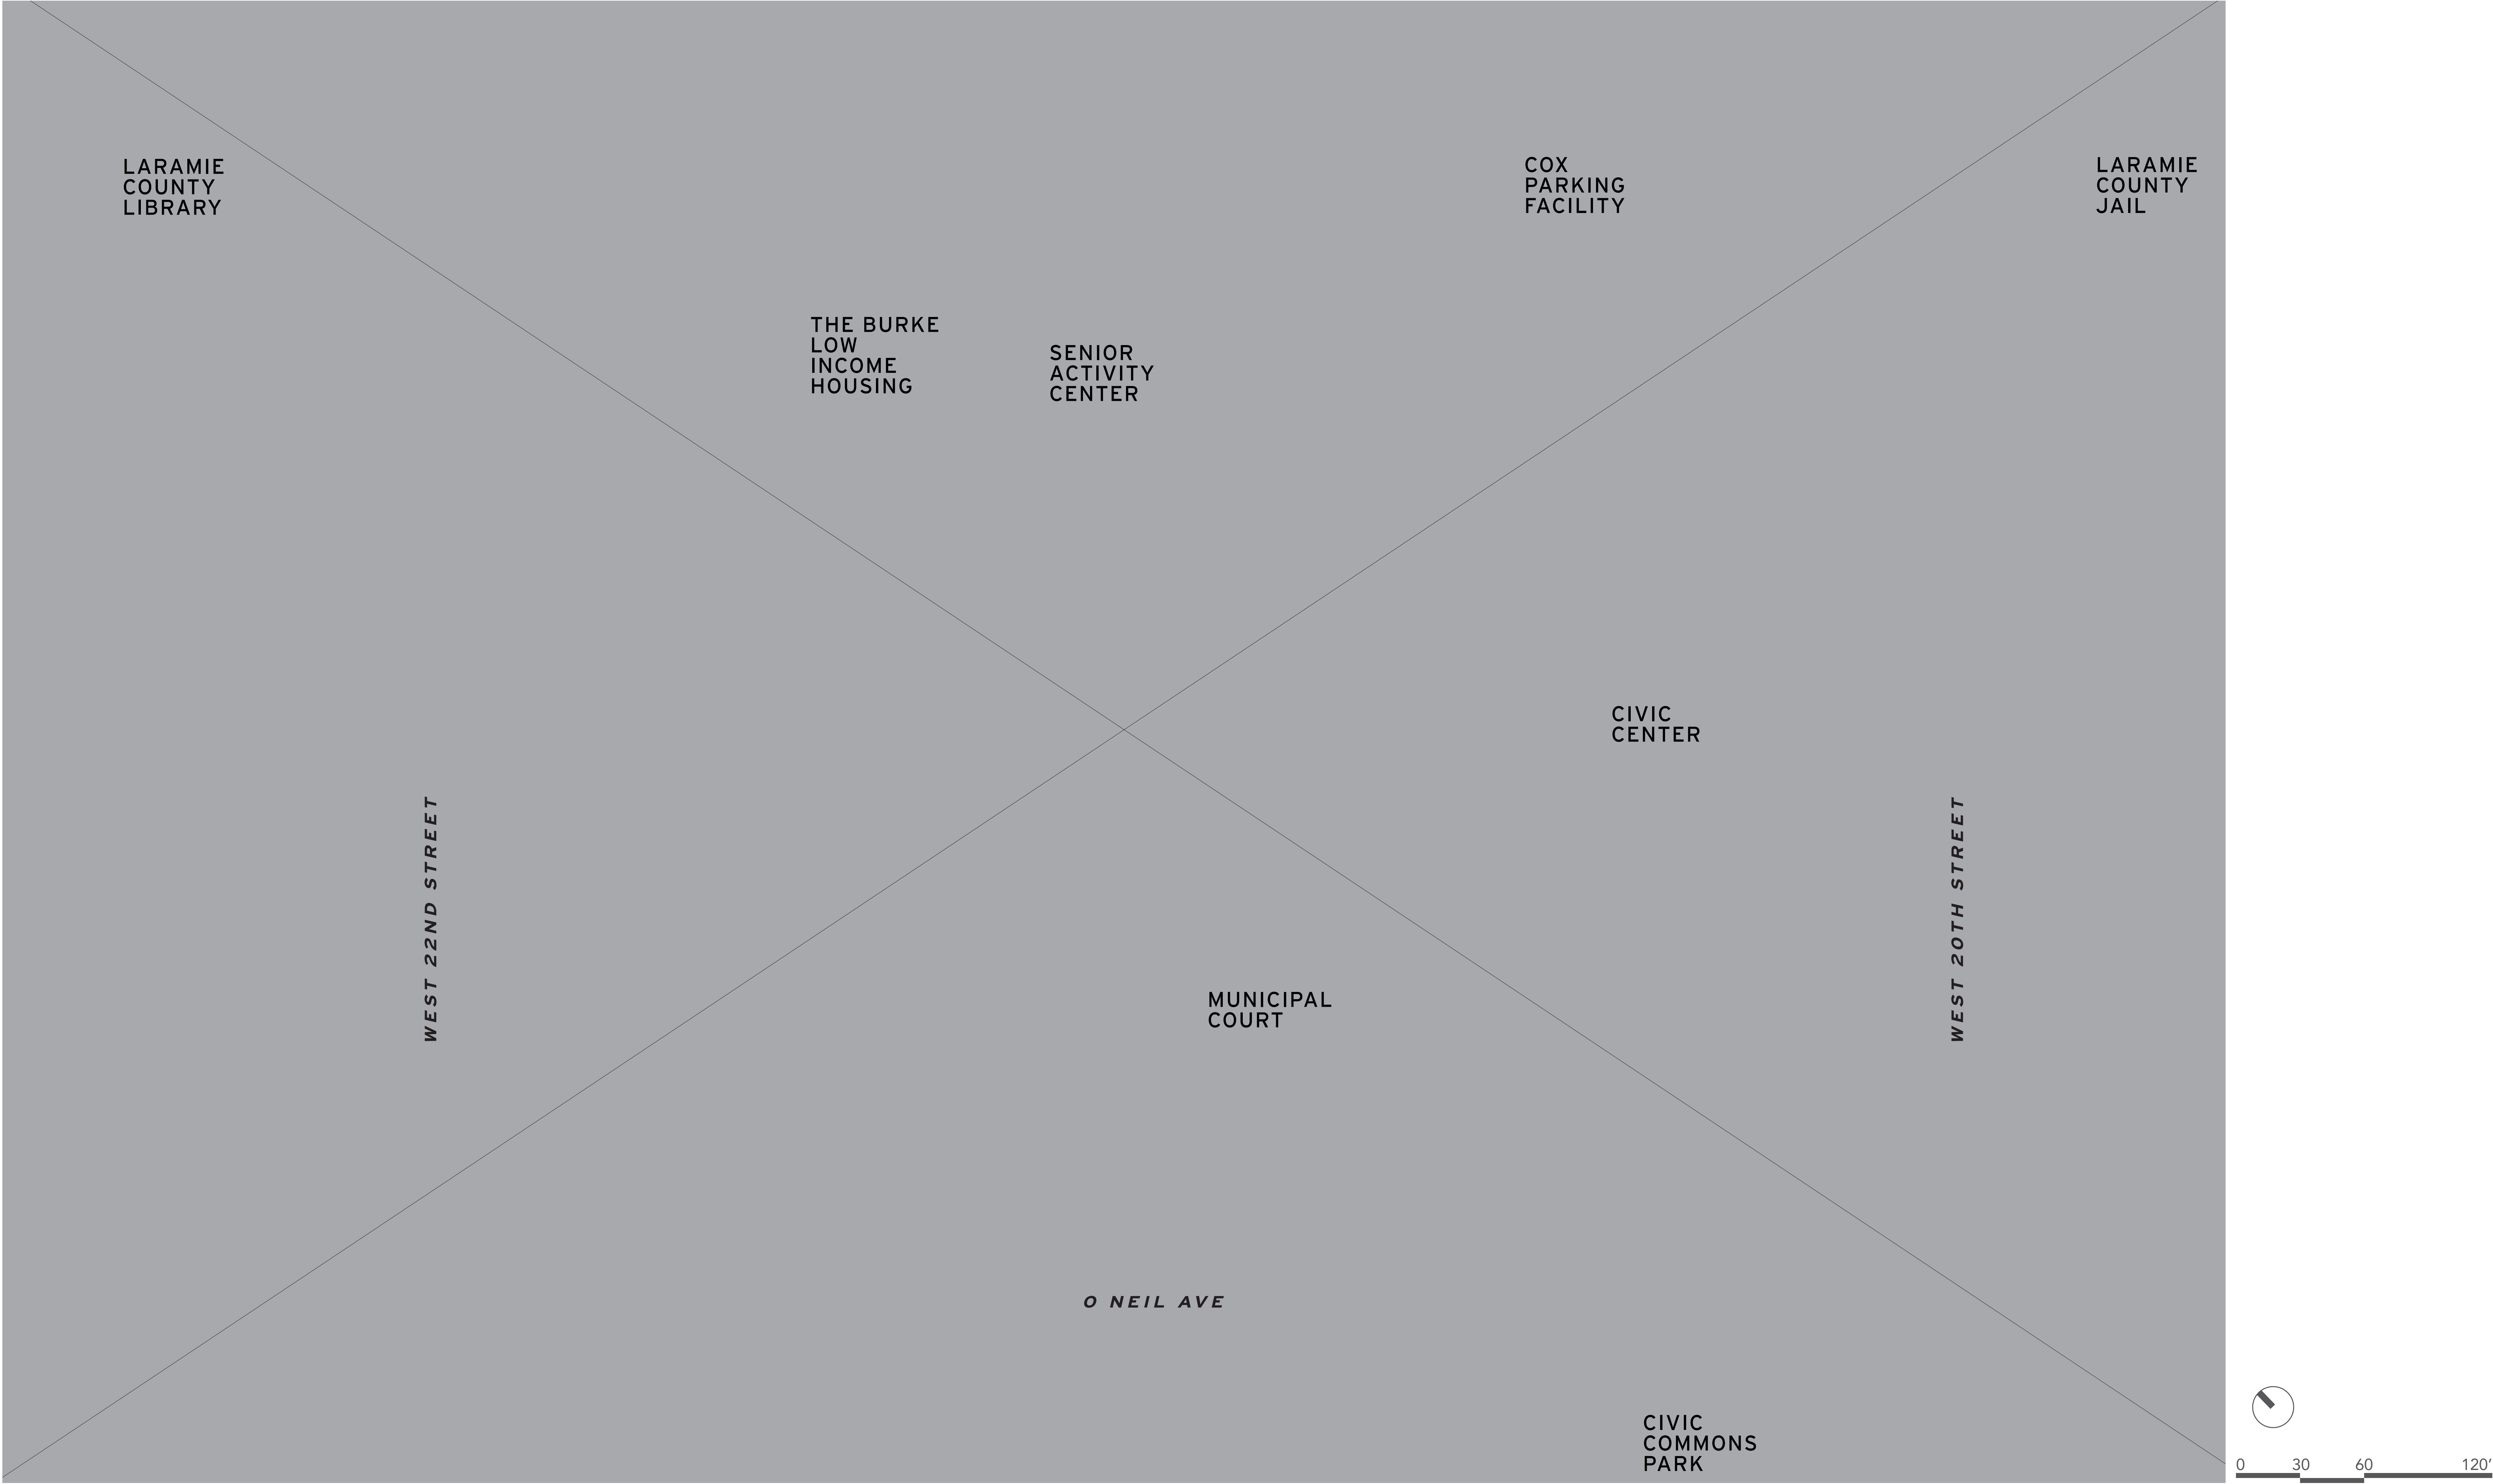 LARAMIE
COUNTY
LIBRARY
COX
PARKING
FACILITY
LARAMIE
COUNTY
JAIL
THE BURKE
LOW
INCOME
HOUSING
SENIOR
ACTIVITY
CENTER
CIVIC
CENTER
WEST 22ND STREET
WEST 20TH STREET
MUNICIPAL
COURT
O NEIL AVE
CIVIC
COMMONS
PARK
0 30 60 120'